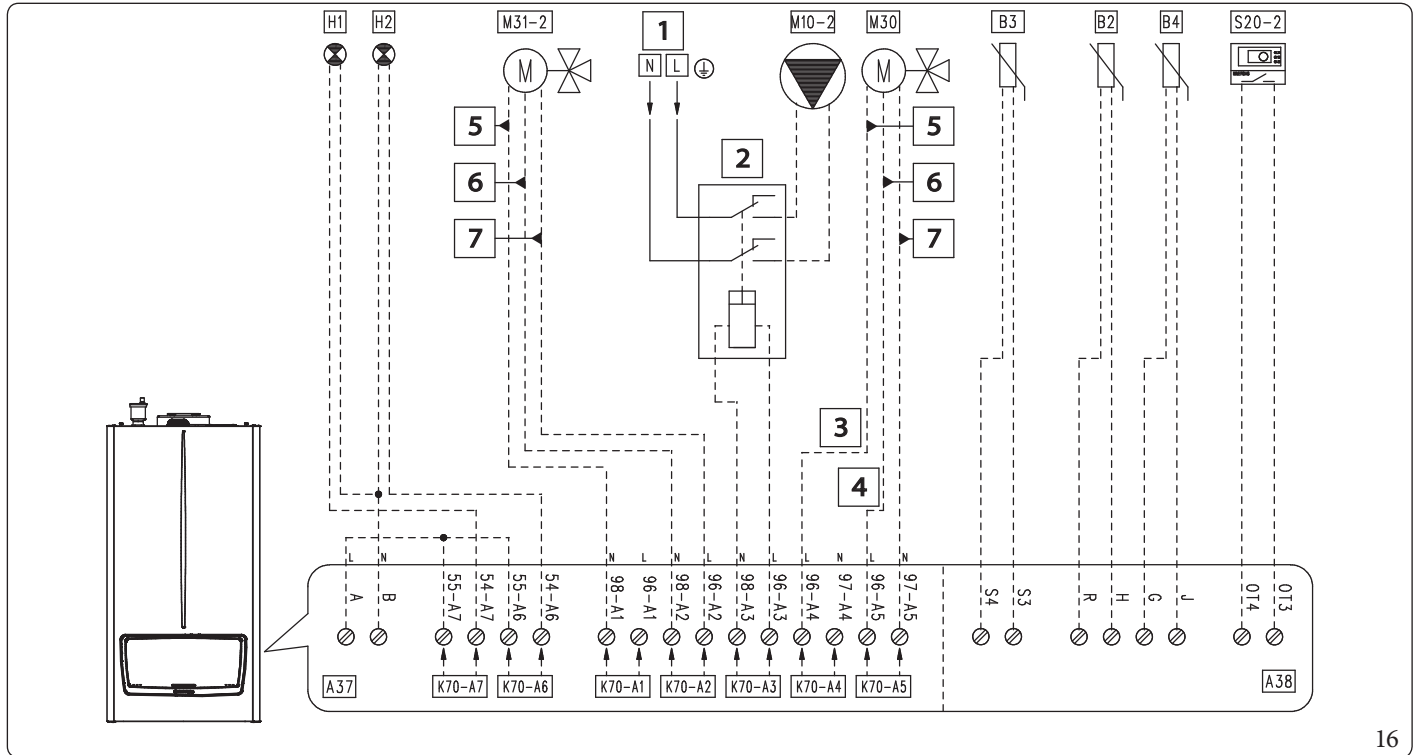 H1 H2 M31-2 1 M10-2 M30 B3 B2 B4 S20-2
N L
M M
5 5
2
6 6
7 7
3
4
L N N L N L N L L N L N
A B 55-A7 54-A7 55-A6 54-A6 98-A1 96-A1 98-A2 96-A2 98-A3 96-A3 96-A4 97-A4 96-A5 97-A5 S4 S3 R H G J OT4 OT3
A37 K70-A7 K70-A6 K70-A1 K70-A2 K70-A3 K70-A4 K70-A5 A38
16